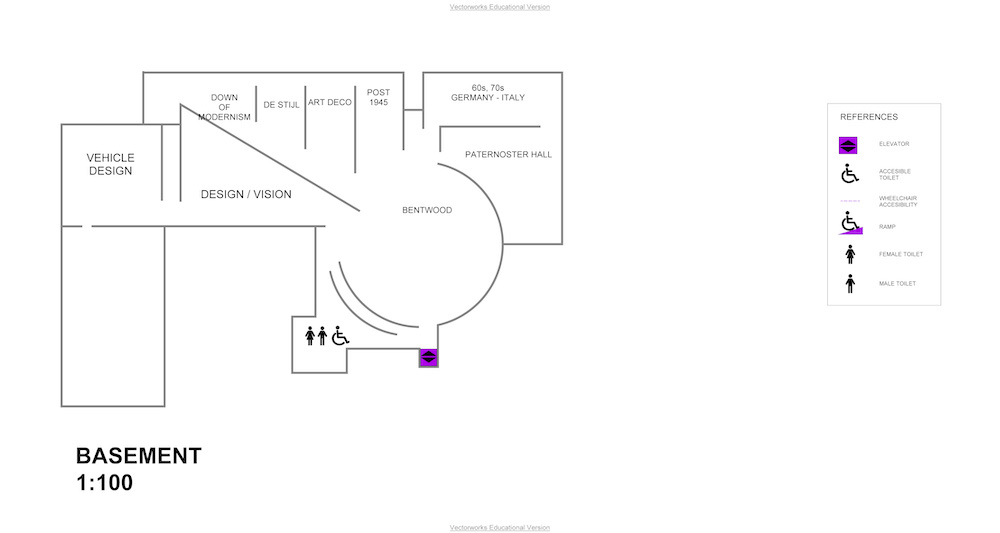 Vectorworks Educational Version
DOWN
OF
MODERNISM
DE STIJL
ART DECO
POST
1945
60s, 70s
GERMANY - ITALY
PATERNOSTER HALL
VEHICLE
DESIGN
DESIGN / VISION
BENTWOOD
REFERENCES
ELEVATOR
ACCESIBLE
TOILET
WHEELCHAIR
ACCESIBILITY
RAMP
FEMALE TOILET
MALE TOILET
BASEMENT
1:100
Vectorworks Educational Version